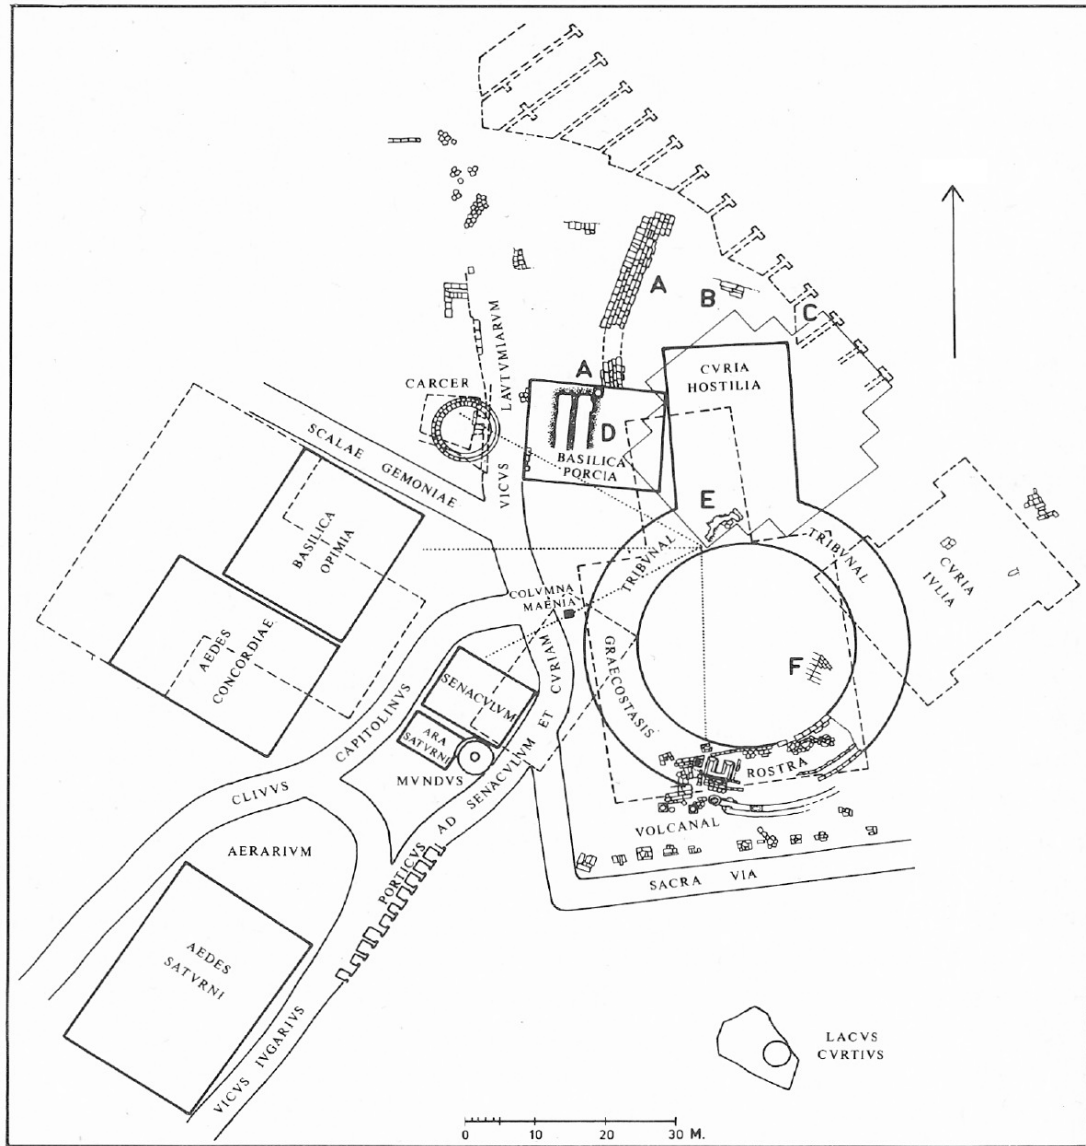 A
B
C
CVRIA
HOSTILIA
LAVTVMIARVM
VICVS
CARCER
A
D
BASILICA
PORCIA
SCALAE GEMONIAE
BASILICA
OPIMIA
E
TRIBVNAL
TRIBVNAL
CVRIA
IVLIA
COLVMNA
MAENIA
AEDES
CONCORDIAE
GRAECOSTASIS
F
SENACVLVM
ARA
SATVRNI
MVNDVS
CLIVVS CAPITOLINVS
PORTICVS AD SENACVLVM ET CVRIAM
ROSTRA
VOLCANAL
SACRA VIA
AERARIVM
AEDES
SATVRNI
VICVS IVGARIVS
LACVS
CVRTIVS
0 10 20 30 M.